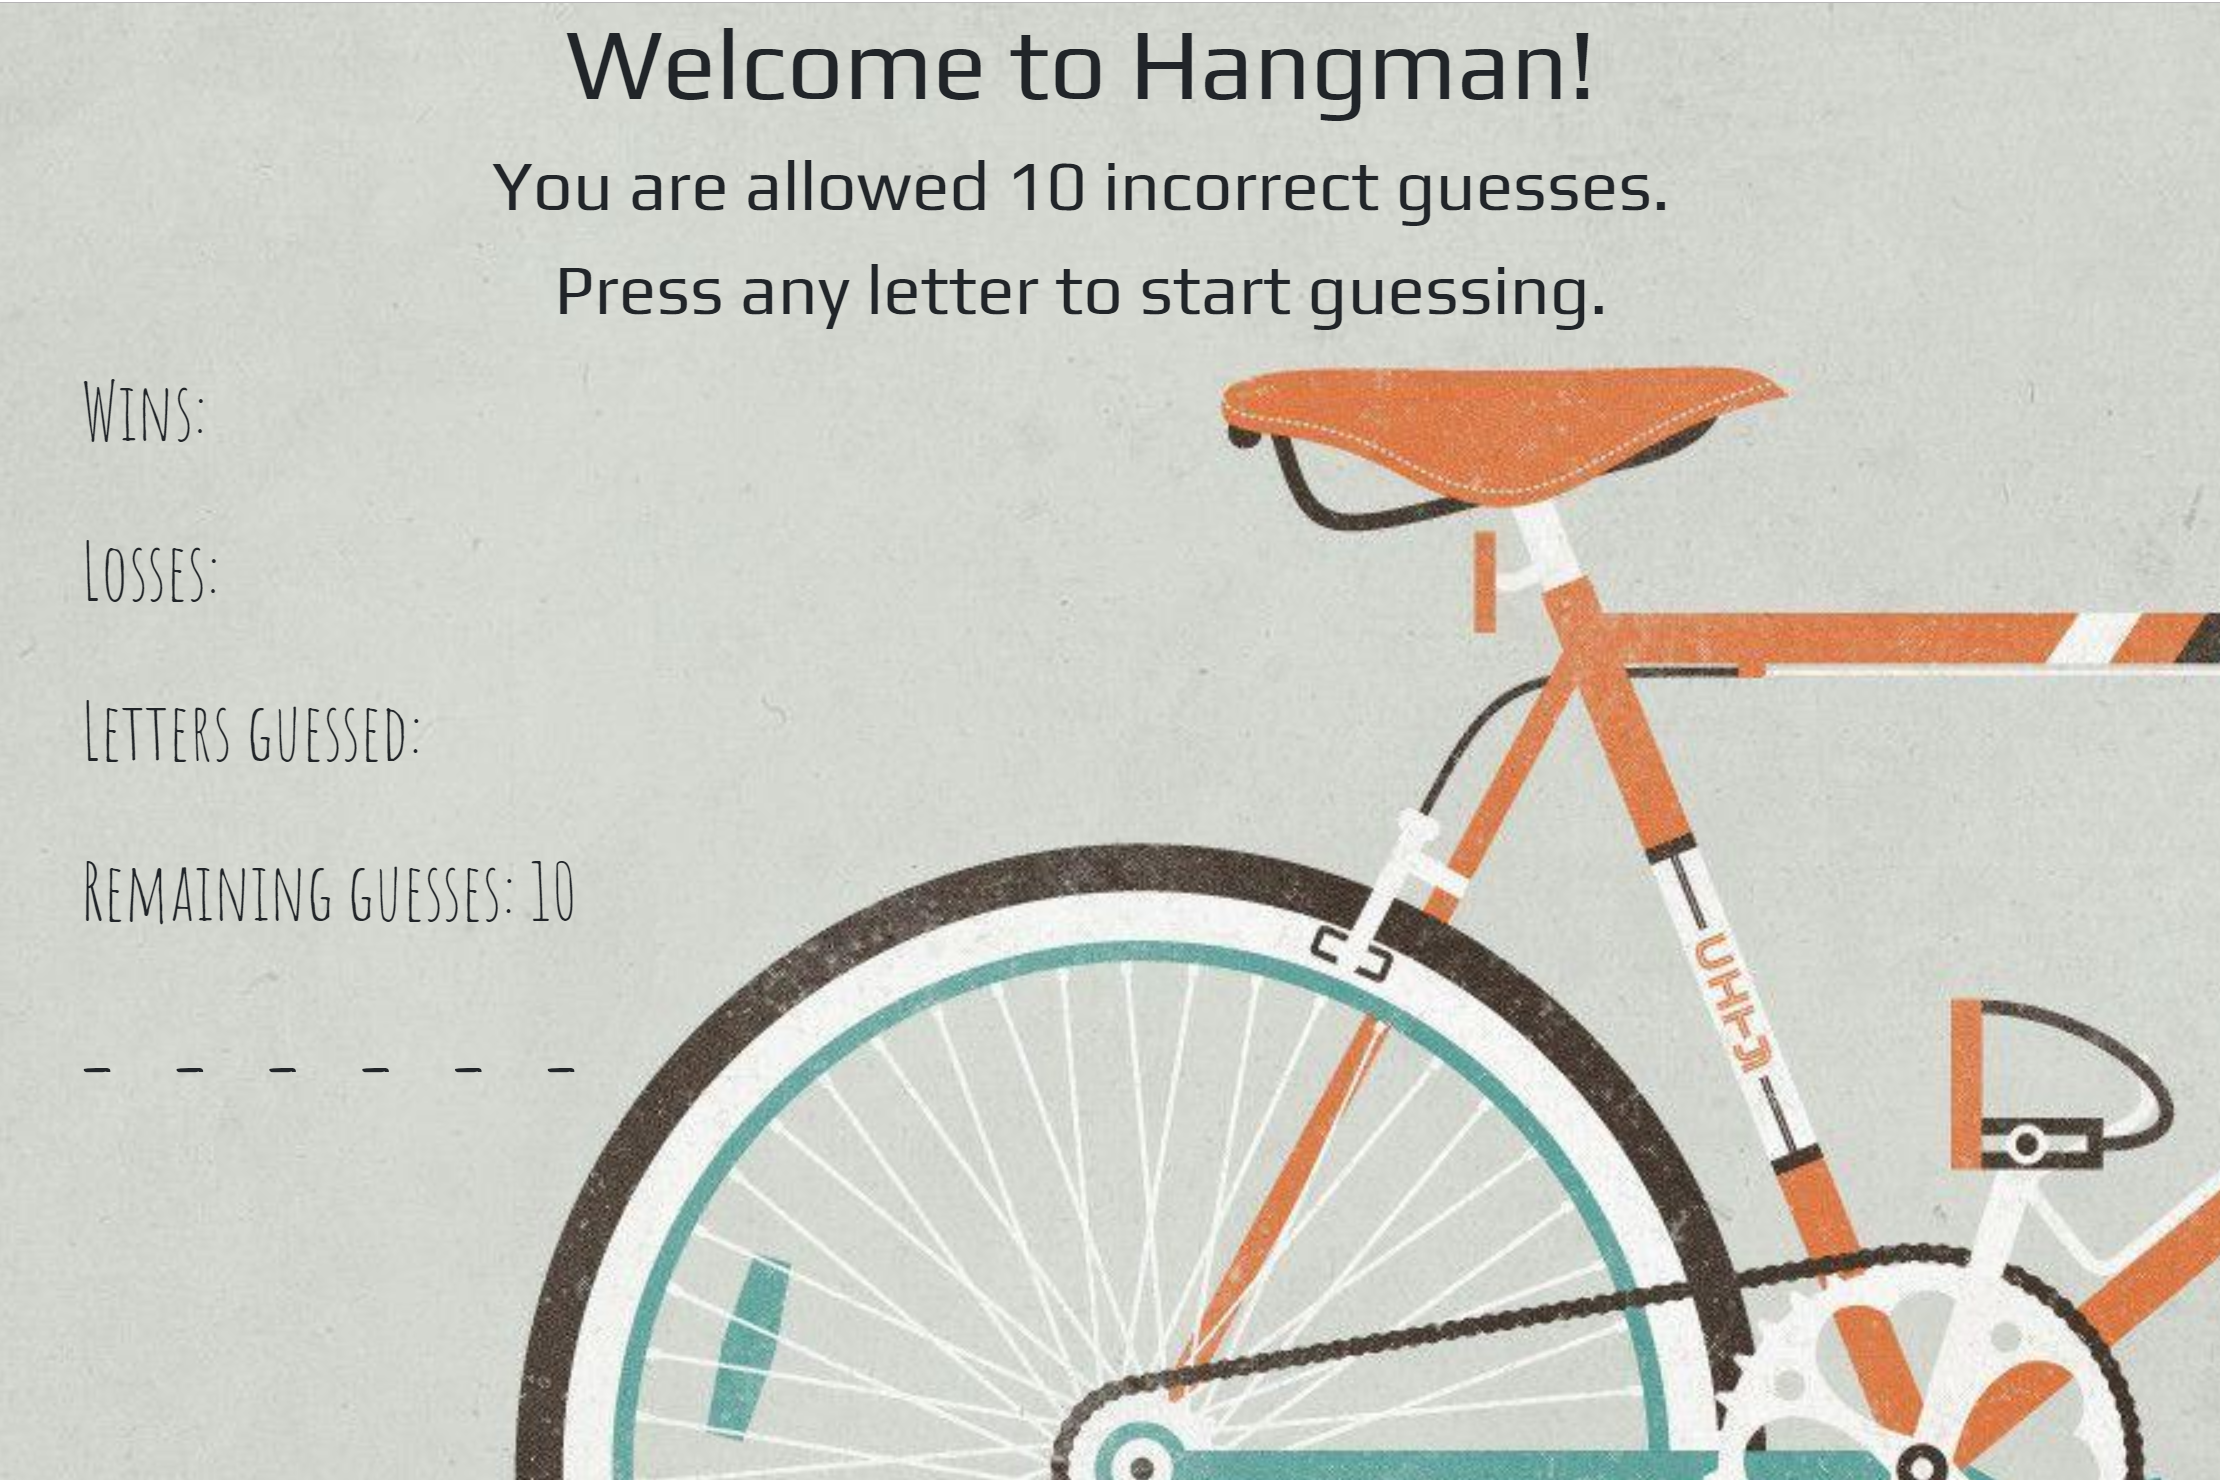 Welcome to Hangman!
You are allowed 10 incorrect guesses.
Press any letter to start guessing.
Wins:
Losses:
Letters guessed:
Remaining guesses: 10
_ _ _ _ _ _